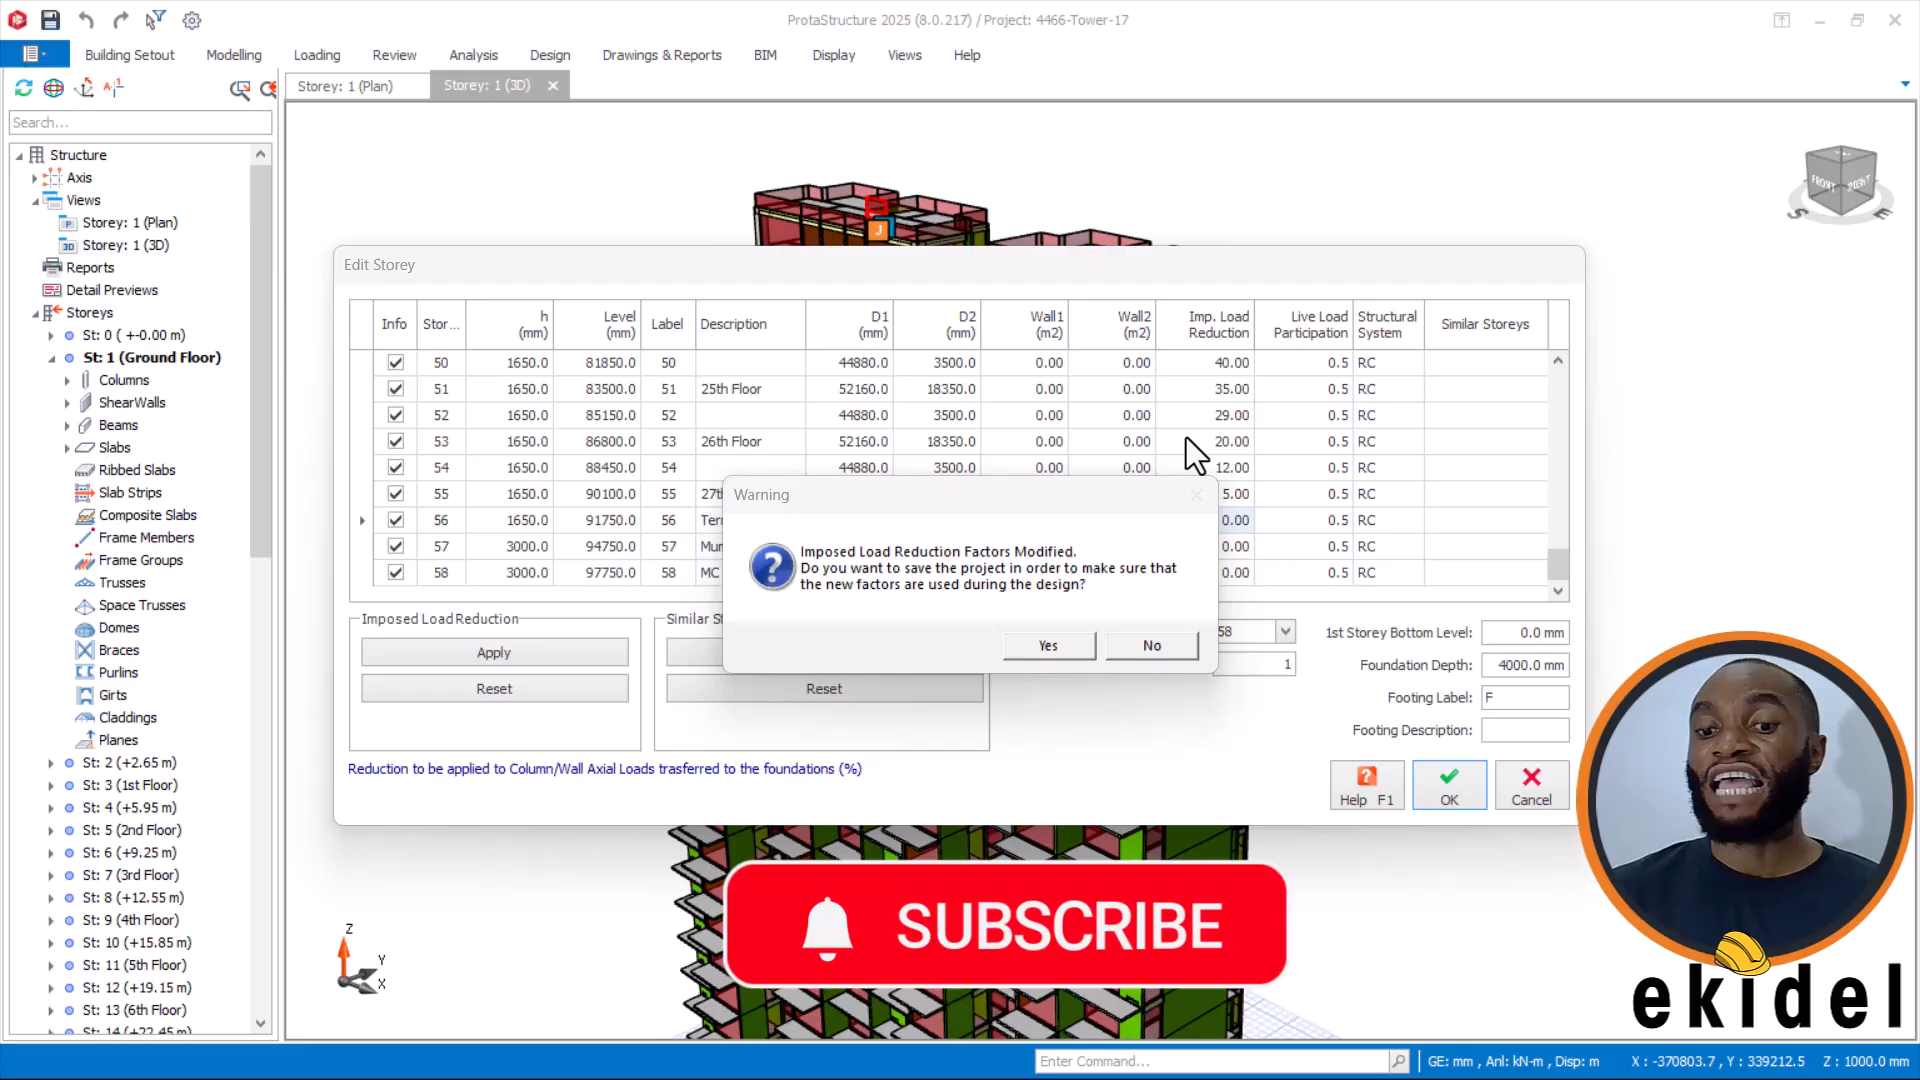 ProtaStructure 2025 (8.0.217) / Project: 4466-Tower-17
Building Setout Modelling Loading Review Analysis Design Drawings & Reports BIM Display Views Help
Storey: 1 (Plan) Storey: 1 (3D)
Search...
Structure
Axis
Views
Storey: 1 (Plan)
Storey: 1 (3D)
Reports
Detail Previews
Storeys
St: 0 ( +-0.00 m)
St: 1 (Ground Floor)
Columns
ShearWalls
Beams
Slabs
Ribbed Slabs
Slab Strips
Composite Slabs
Frame Members
Frame Groups
Trusses
Space Trusses
Domes
Braces
Purlins
Girts
Claddings
Planes
St: 2 (+2.65 m)
St: 3 (1st Floor)
St: 4 (+5.95 m)
St: 5 (2nd Floor)
St: 6 (+9.25 m)
St: 7 (3rd Floor)
St: 8 (+12.55 m)
St: 9 (4th Floor)
St: 10 (+15.85 m)
St: 11 (5th Floor)
St: 12 (+19.15 m)
St: 13 (6th Floor)
St: 14 (+22.45 m)
FRONT RIGHT
S E
J
Edit Storey
Info Stor... h (mm) Level (mm) Label Description D1 (mm) D2 (mm) Wall1 (m2) Wall2 (m2) Imp. Load Reduction Live Load Participation Structural System Similar Storeys
50 1650.0 81850.0 50 44880.0 3500.0 0.00 0.00 40.00 0.5 RC
51 1650.0 83500.0 51 25th Floor 52160.0 18350.0 0.00 0.00 35.00 0.5 RC
52 1650.0 85150.0 52 44880.0 3500.0 0.00 0.00 29.00 0.5 RC
53 1650.0 86800.0 53 26th Floor 52160.0 18350.0 0.00 0.00 20.00 0.5 RC
54 1650.0 88450.0 54 44880.0 3500.0 0.00 0.00 12.00 0.5 RC
55 1650.0 90100.0 55 27th 5.00 0.5 RC
56 1650.0 91750.0 56 Terr 0.00 0.5 RC
57 3000.0 94750.0 57 Mum 0.00 0.5 RC
58 3000.0 97750.0 58 MC 0.00 0.5 RC
Warning
Imposed Load Reduction Factors Modified.
Do you want to save the project in order to make sure that
the new factors are used during the design?
Yes No
Imposed Load Reduction
Apply
Reset
Similar St
Reset
58
1
1st Storey Bottom Level: 0.0 mm
Foundation Depth: 4000.0 mm
Footing Label: F
Footing Description:
Reduction to be applied to Column/Wall Axial Loads trasferred to the foundations (%)
Help F1 OK Cancel
SUBSCRIBE
Z
Y
X
ekidel
Enter Command... GE: mm , Anl: kN-m , Disp: m X : -370803.7 , Y : 339212.5 Z : 1000.0 mm